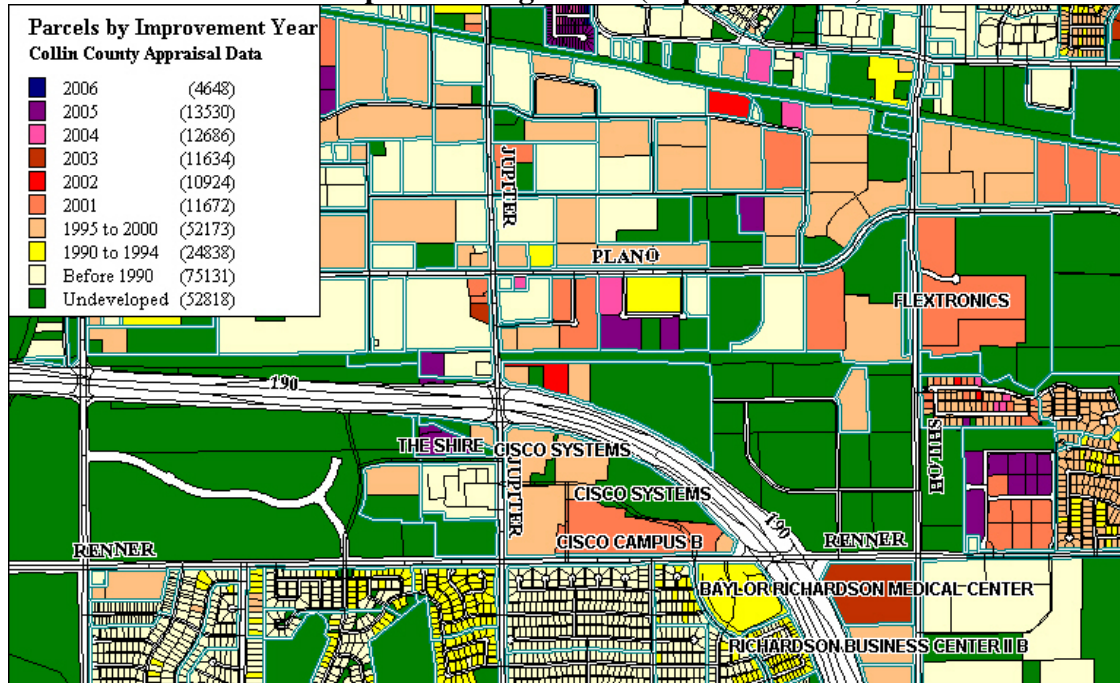 Parcels by Improvement Year
Collin County Appraisal Data
2006 (4648)
2005 (13530)
2004 (12686)
2003 (11634)
2002 (10924)
2001 (11672)
1995 to 2000 (52173)
1990 to 1994 (24838)
Before 1990 (75131)
Undeveloped (52818)
JUPITER
PLANO
FLEXTRONICS
190
THE SHIRE
CISCO SYSTEMS
JUPITER
SHILOH
CISCO SYSTEMS
190
CISCO CAMPUS B
RENNER
RENNER
BAYLOR RICHARDSON MEDICAL CENTER
RICHARDSON BUSINESS CENTER II B